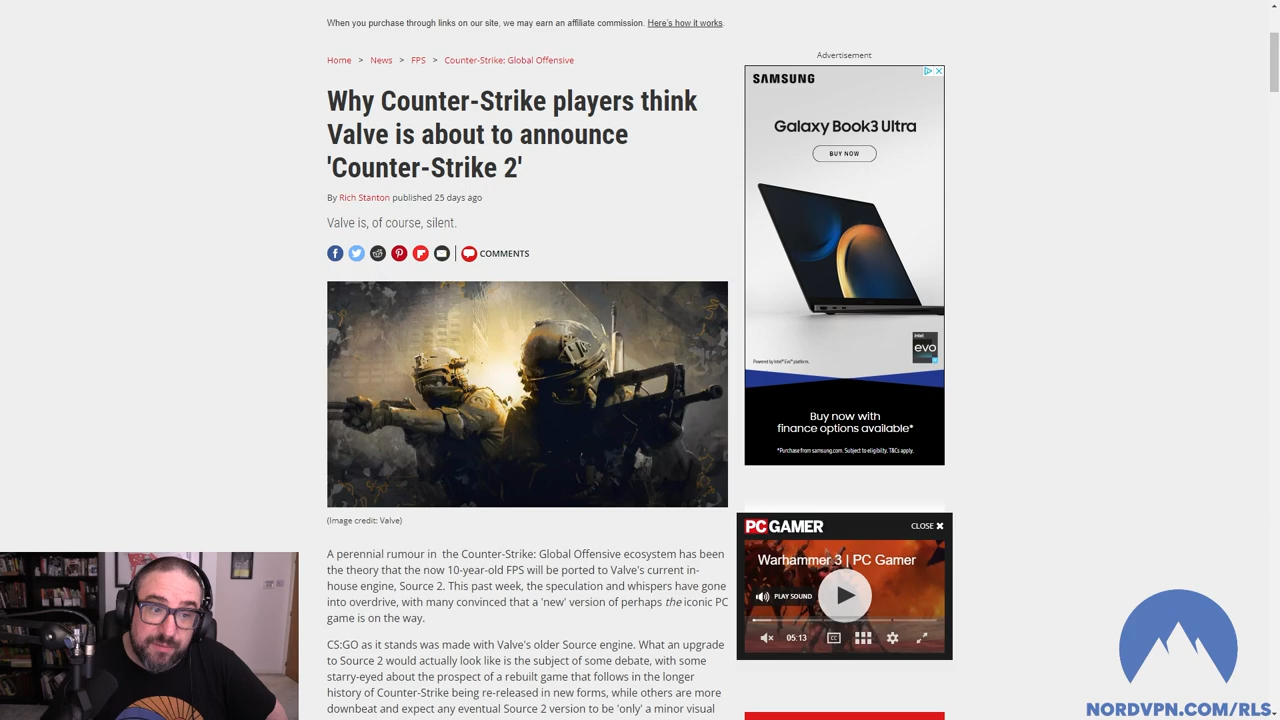 When you purchase through links on our site, we may earn an affiliate commission. Here's how it works.
Home > News > FPS > Counter-Strike: Global Offensive
Why Counter-Strike players think
Valve is about to announce
'Counter-Strike 2'
By Rich Stanton published 25 days ago
Valve is, of course, silent.
COMMENTS
(Image credit: Valve)
A perennial rumour in the Counter-Strike: Global Offensive ecosystem has been
the theory that the now 10-year-old FPS will be ported to Valve's current in-
house engine, Source 2. This past week, the speculation and whispers have gone
into overdrive, with many convinced that a 'new' version of perhaps the iconic PC
game is on the way.
CS:GO as it stands was made with Valve's older Source engine. What an upgrade
to Source 2 would actually look like is the subject of some debate, with some
starry-eyed about the prospect of a rebuilt game that follows in the longer
history of Counter-Strike being re-released in new forms, while others are more
downbeat and expect any eventual Source 2 version to be 'only' a minor visual
Advertisement
SAMSUNG
Galaxy Book3 Ultra
BUY NOW
intel
evo
Powered by Intel® Evo™ platform.
Buy now with
finance options available*
*Purchase from samsung.com. Subject to eligibility. T&Cs apply.
PC GAMER
CLOSE ✖
Warhammer 3 | PC Gamer
PLAY SOUND
05:13
CC
NORDVPN.COM/RLS